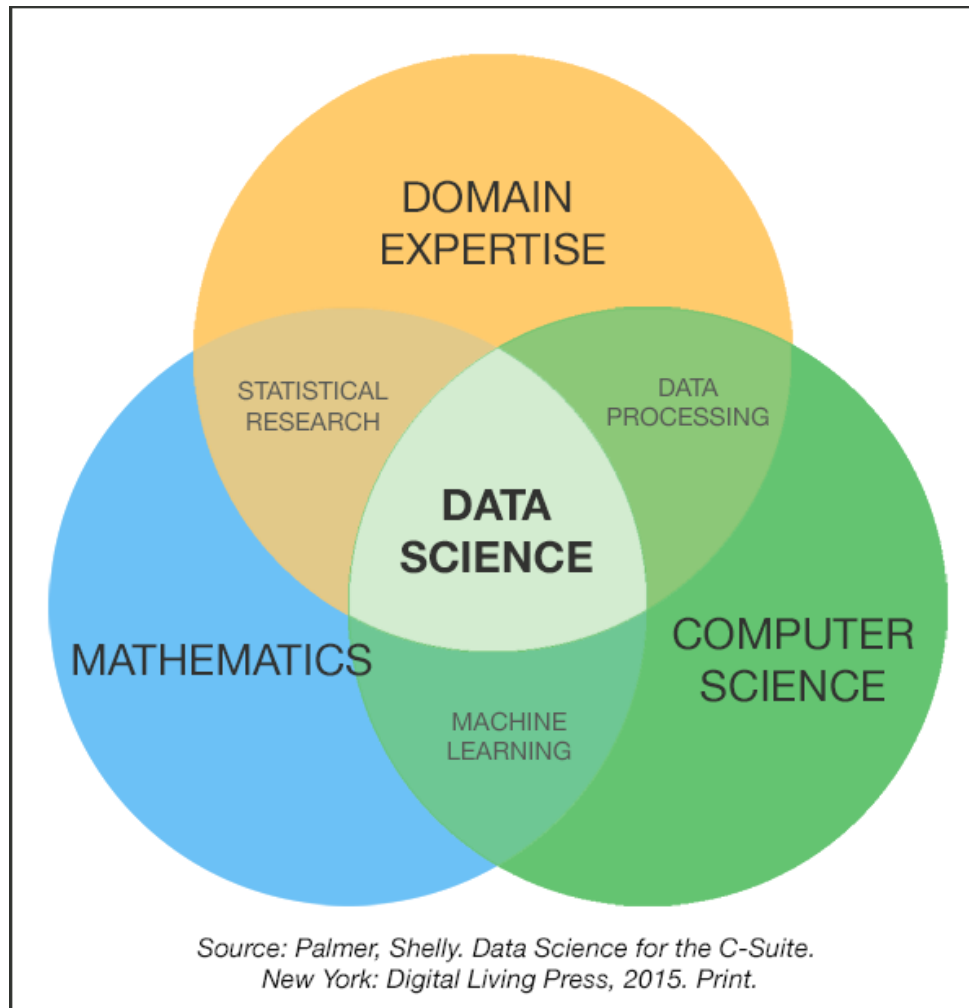 DOMAIN
EXPERTISE
STATISTICAL
RESEARCH
DATA
PROCESSING
DATA
SCIENCE
MATHEMATICS
COMPUTER
SCIENCE
MACHINE
LEARNING
Source: Palmer, Shelly. Data Science for the C-Suite.
New York: Digital Living Press, 2015. Print.